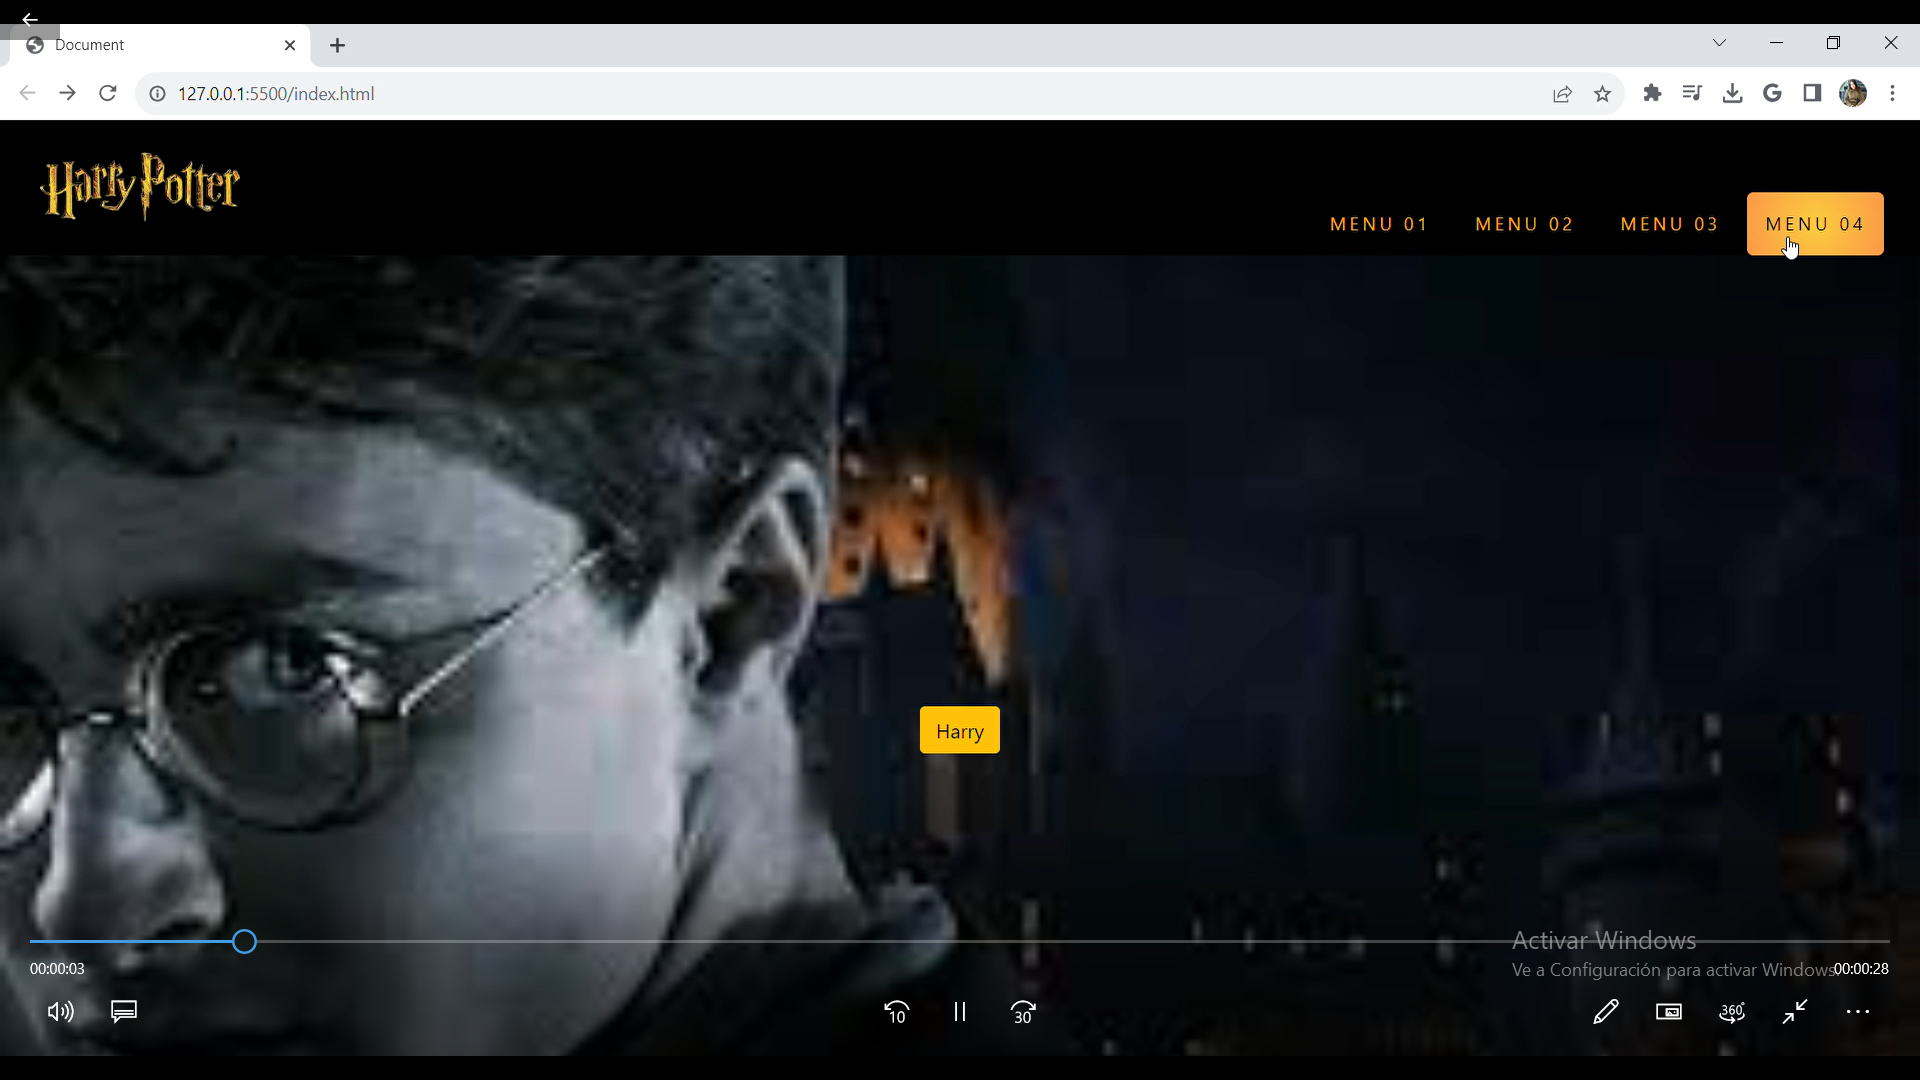 Document
127.0.0.1:5500/index.html
Harry Potter
MENU 01
MENU 02
MENU 03
MENU 04
Harry
Activar Windows
Ve a Configuración para activar Windows
00:00:03
00:00:28
10
30
360°